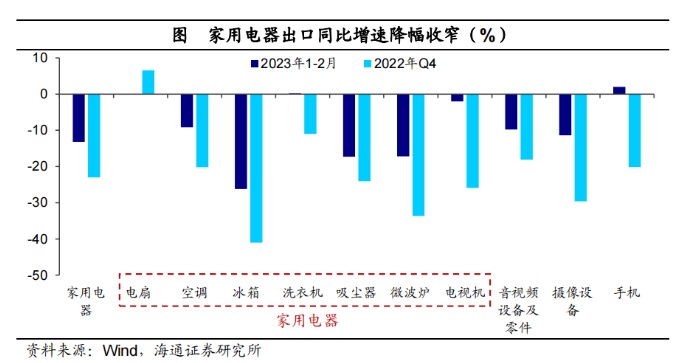 图 家用电器出口同比增速降幅收窄（%）
2023年1-2月 2022年Q4
10
0
-10
-20
-30
-40
-50
家用电器 电扇 空调 冰箱 洗衣机 吸尘器 微波炉 电视机 音视频设备及零件 摄像设备 手机
家用电器
资料来源：Wind，海通证券研究所